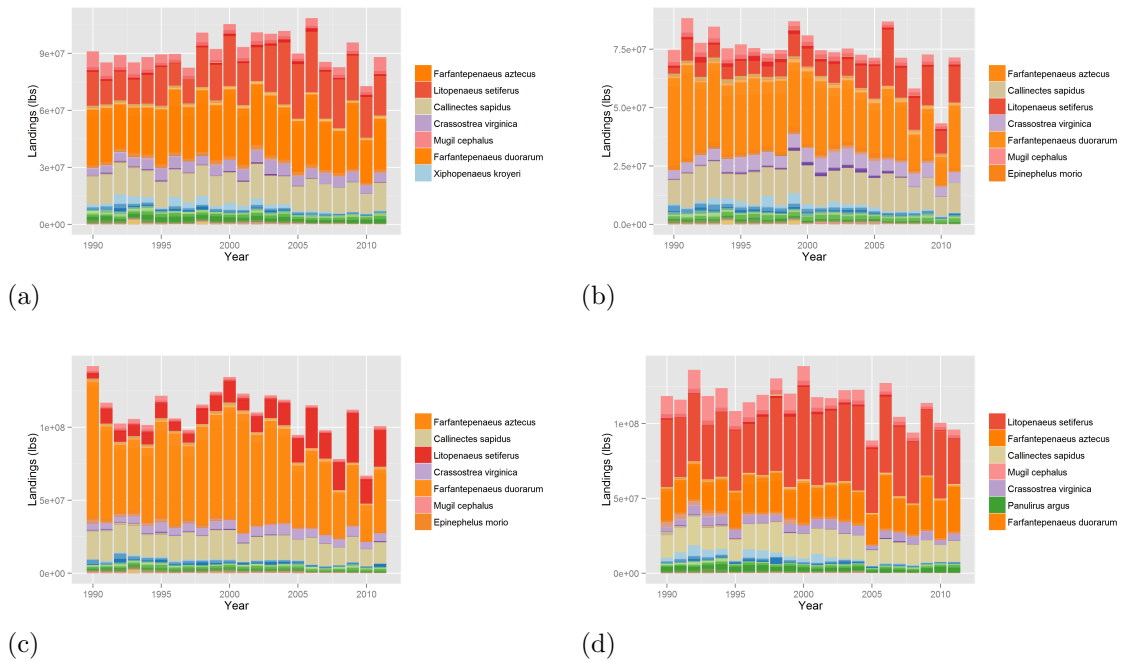 9e+07
6e+07
3e+07
0e+00
Landings (lbs)
1990 1995 2000 2005 2010
Year
Farfantepenaeus aztecus
Litopenaeus setiferus
Callinectes sapidus
Crassostrea virginica
Mugil cephalus
Farfantepenaeus duorarum
Xiphopenaeus kroyeri
(a)
7.5e+07
5.0e+07
2.5e+07
0.0e+00
Landings (lbs)
1990 1995 2000 2005 2010
Year
Farfantepenaeus aztecus
Callinectes sapidus
Litopenaeus setiferus
Crassostrea virginica
Farfantepenaeus duorarum
Mugil cephalus
Epinephelus morio
(b)
1e+08
5e+07
0e+00
Landings (lbs)
1990 1995 2000 2005 2010
Year
Farfantepenaeus aztecus
Callinectes sapidus
Litopenaeus setiferus
Crassostrea virginica
Farfantepenaeus duorarum
Mugil cephalus
Epinephelus morio
(c)
1e+08
5e+07
0e+00
Landings (lbs)
1990 1995 2000 2005 2010
Year
Litopenaeus setiferus
Farfantepenaeus aztecus
Callinectes sapidus
Mugil cephalus
Crassostrea virginica
Panulirus argus
Farfantepenaeus duorarum
(d)